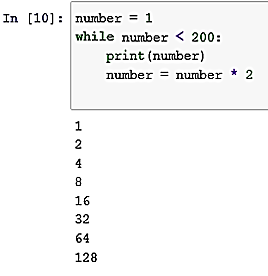 In [10]: number = 1
while number < 200:
    print(number)
    number = number * 2
1
2
4
8
16
32
64
128